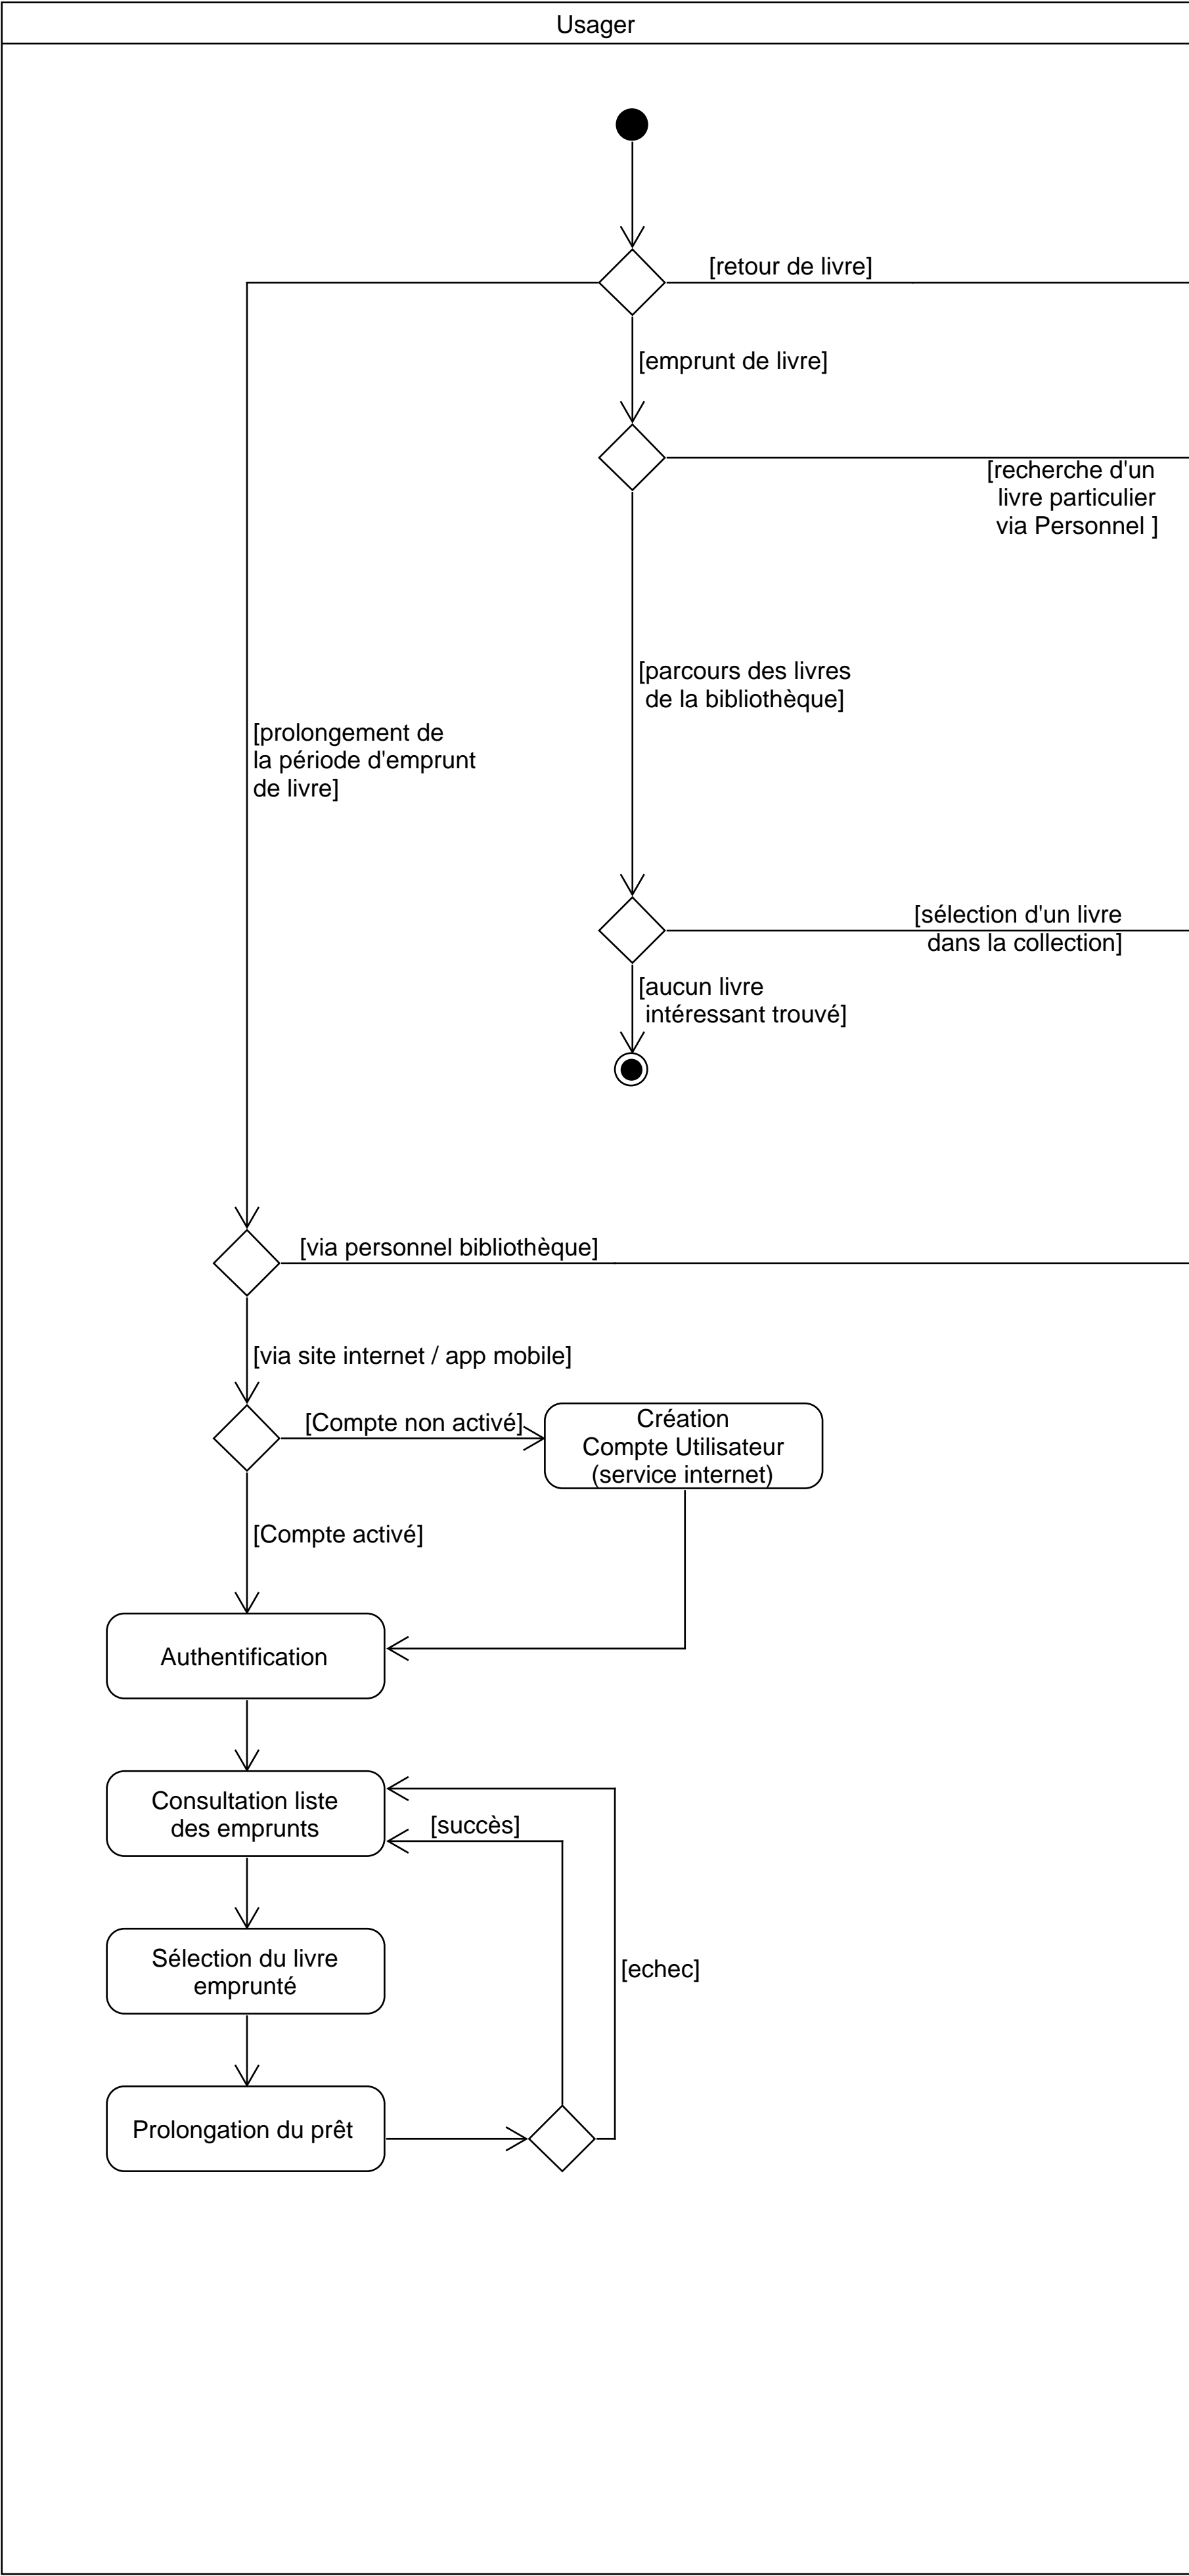 Usager
[retour de livre]
[emprunt de livre]
[recherche d'un
livre particulier
via Personnel ]
[parcours des livres
de la bibliothèque]
[prolongement de
la période d'emprunt
de livre]
[sélection d'un livre
dans la collection]
[aucun livre
intéressant trouvé]
[via personnel bibliothèque]
[via site internet / app mobile]
[Compte non activé]
Création
Compte Utilisateur
(service internet)
[Compte activé]
Authentification
Consultation liste
des emprunts
[succès]
Sélection du livre
emprunté
[echec]
Prolongation du prêt